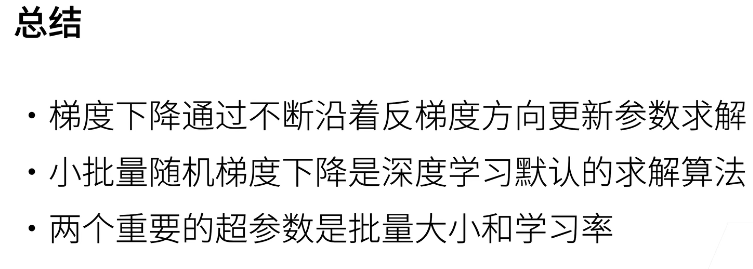 总结
• 梯度下降通过不断沿着反梯度方向更新参数求解
• 小批量随机梯度下降是深度学习默认的求解算法
• 两个重要的超参数是批量大小和学习率